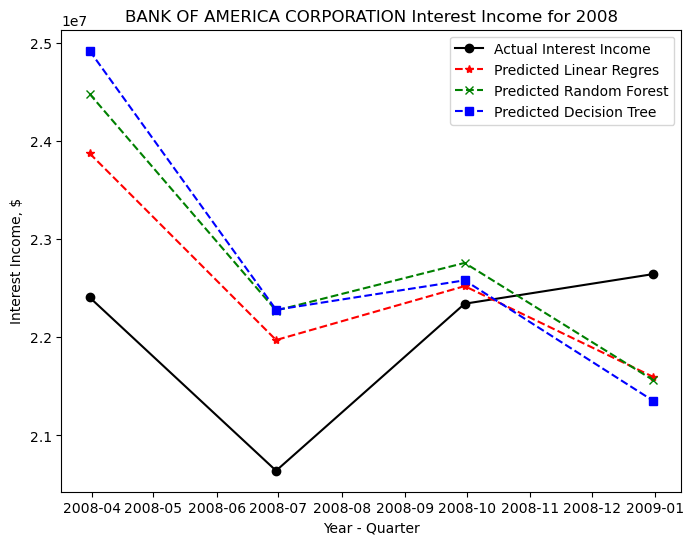 BANK OF AMERICA CORPORATION Interest Income for 2008
1e7
Actual Interest Income
Predicted Linear Regres
Predicted Random Forest
Predicted Decision Tree
2.5
2.4
2.3
2.2
2.1
Interest Income, $
2008-04 2008-05 2008-06 2008-07 2008-08 2008-09 2008-10 2008-11 2008-12 2009-01
Year - Quarter